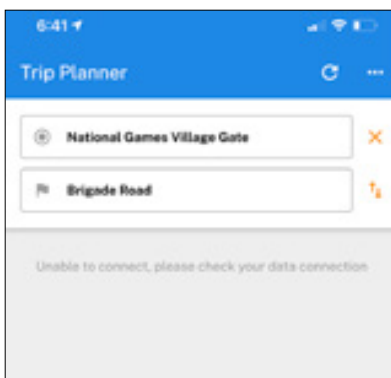 6:41
Trip Planner
National Games Village Gate
Brigade Road
Unable to connect, please check your data connection